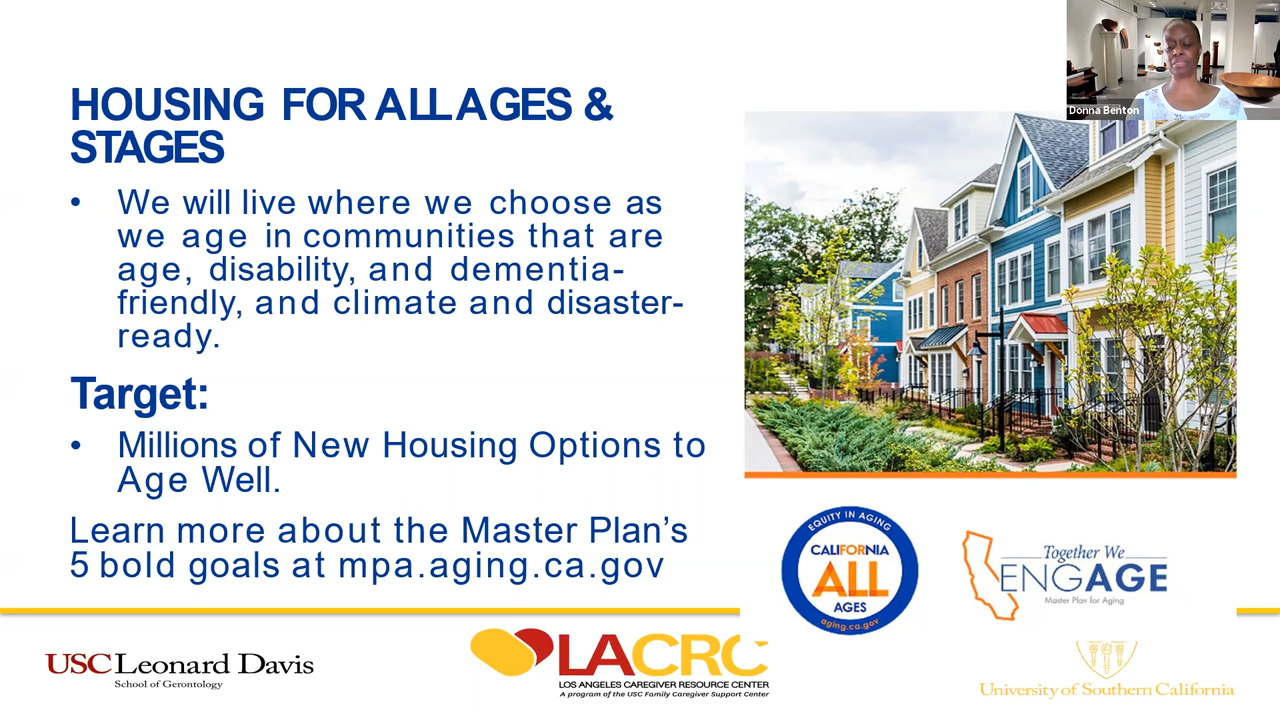 HOUSING FOR ALL AGES &
STAGES
• We will live where we choose as
we age in communities that are
age, disability, and dementia-
friendly, and climate and disaster-
ready.
Target:
• Millions of New Housing Options to
Age Well.
Learn more about the Master Plan’s
5 bold goals at mpa.aging.ca.gov
Donna Benton
EQUITY IN AGING
CALIFORNIA
ALL
AGES
aging.ca.gov
Together We
ENGAGE
Master Plan for Aging
USC Leonard Davis
School of Gerontology
LACRC
LOS ANGELES CAREGIVER RESOURCE CENTER
A program of the USC Family Caregiver Support Center
University of Southern California